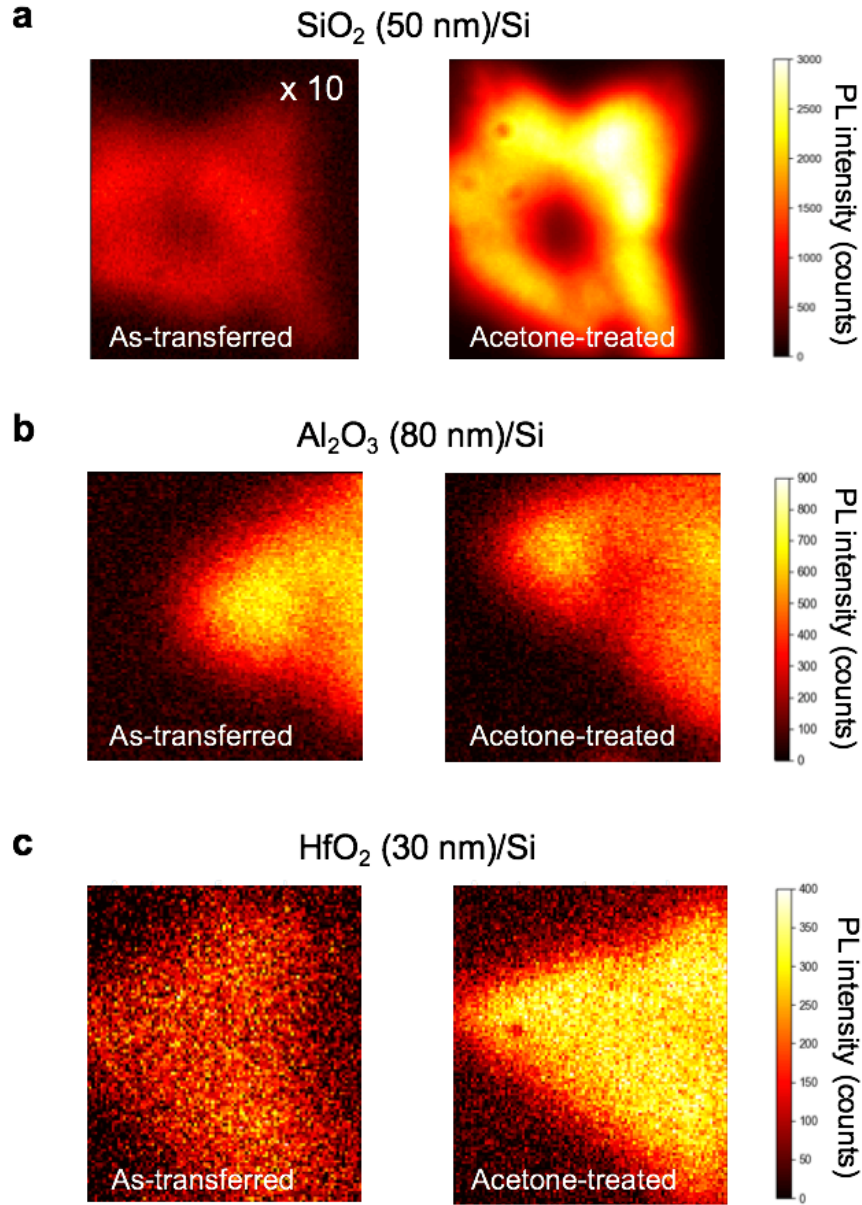 a
SiO₂ (50 nm)/Si
x 10
As-transferred
Acetone-treated
3000
2500
2000
1500
1000
500
0
PL intensity (counts)
b
Al₂O₃ (80 nm)/Si
As-transferred
Acetone-treated
900
800
700
600
500
400
300
200
100
0
PL intensity (counts)
c
HfO₂ (30 nm)/Si
As-transferred
Acetone-treated
400
350
300
250
200
150
100
50
0
PL intensity (counts)